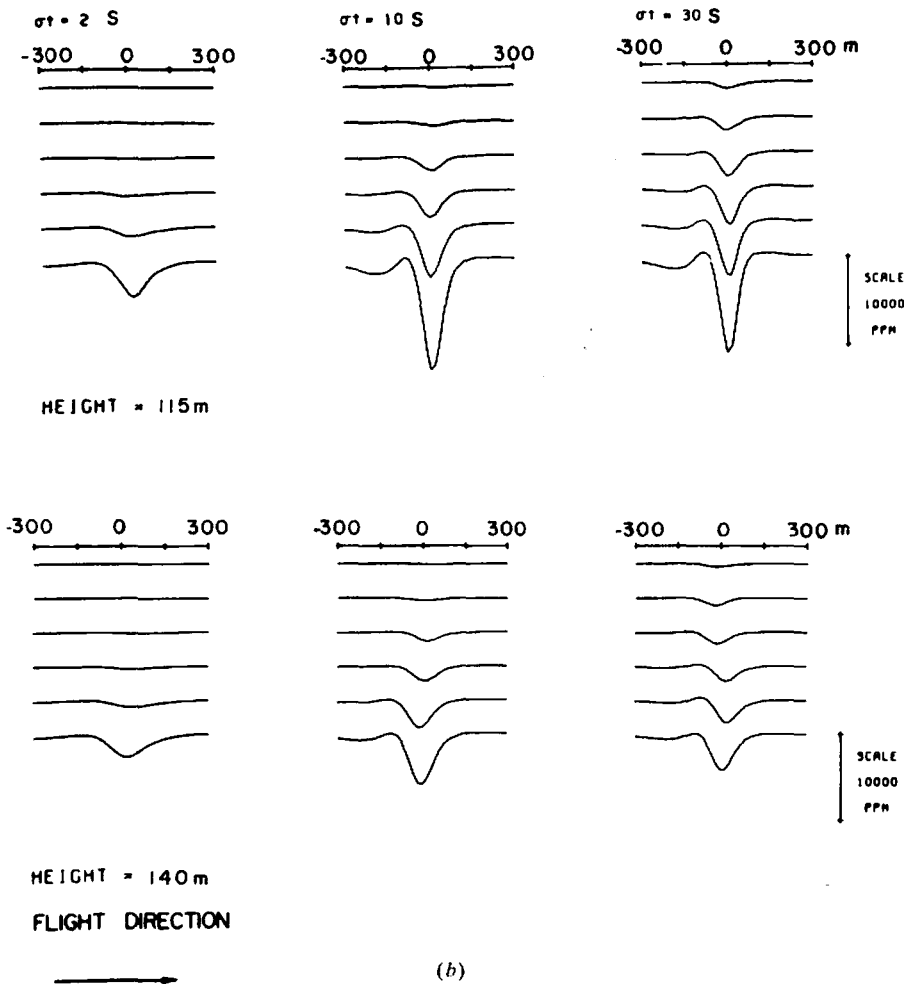 σt = 2 S
σt = 10 S
σt = 30 S
-300 0 300
-300 0 300
-300 0 300 m
SCALE
10000
PPM
HEIGHT = 115m
-300 0 300
-300 0 300
-300 0 300 m
SCALE
10000
PPM
HEIGHT = 140m
FLIGHT DIRECTION
(b)